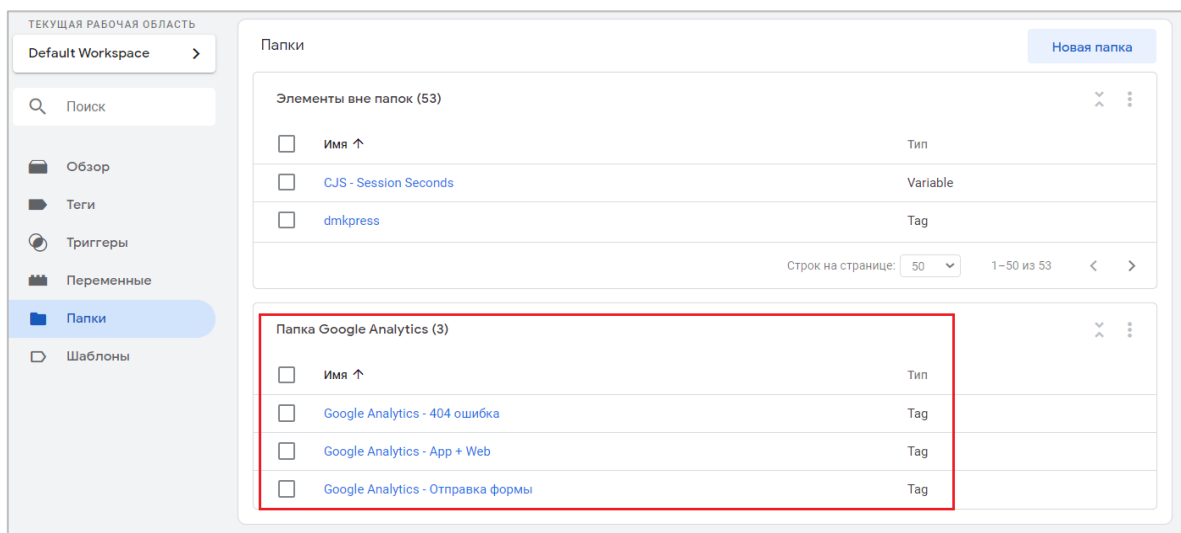 ТЕКУЩАЯ РАБОЧАЯ ОБЛАСТЬ
Default Workspace
Поиск
Обзор
Теги
Триггеры
Переменные
Папки
Шаблоны
Папки
Новая папка
Элементы вне папок (53)
Имя Тип
CJS - Session Seconds Variable
dmkpress Tag
Строк на странице: 50 1–50 из 53
Папка Google Analytics (3)
Имя Тип
Google Analytics - 404 ошибка Tag
Google Analytics - App + Web Tag
Google Analytics - Отправка формы Tag